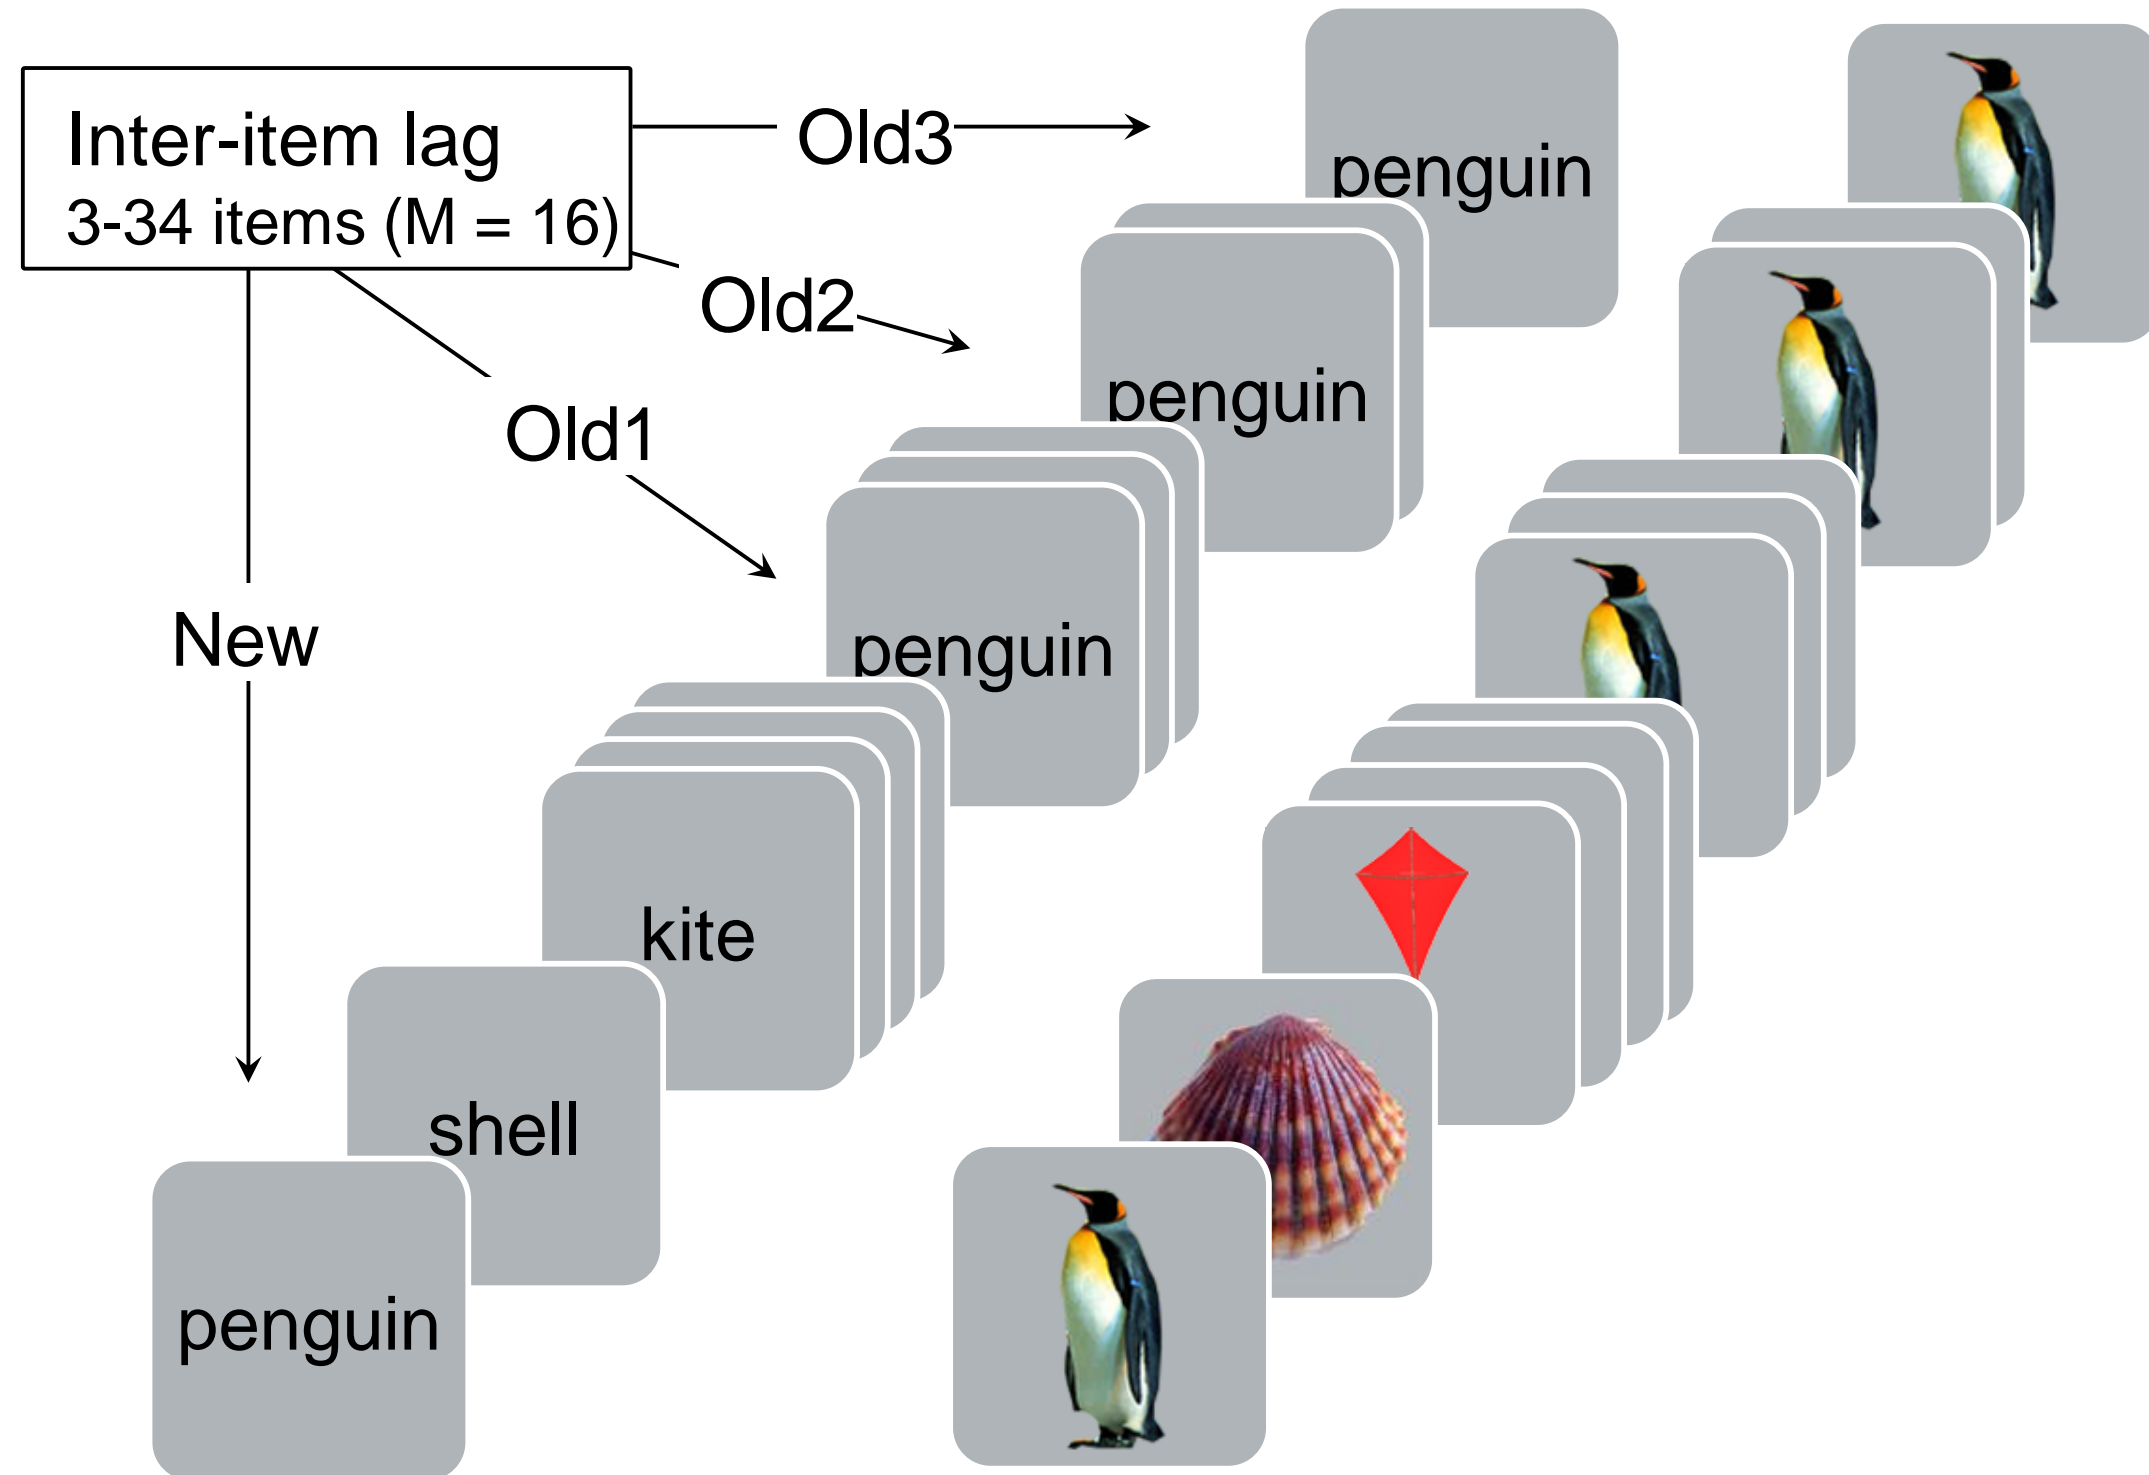 Inter-item lag
3-34 items (M = 16)
Old3
Old2
Old1
New
penguin
penguin
penguin
kite
shell
penguin